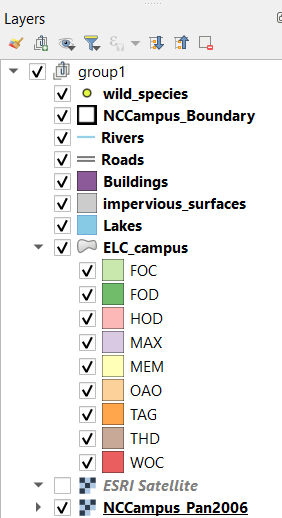 Layers
group1
wild_species
NCCampus_Boundary
Rivers
Roads
Buildings
impervious_surfaces
Lakes
ELC_campus
FOC
FOD
HOD
MAX
MEM
OAO
TAG
THD
WOC
ESRI Satellite
NCCampus_Pan2006